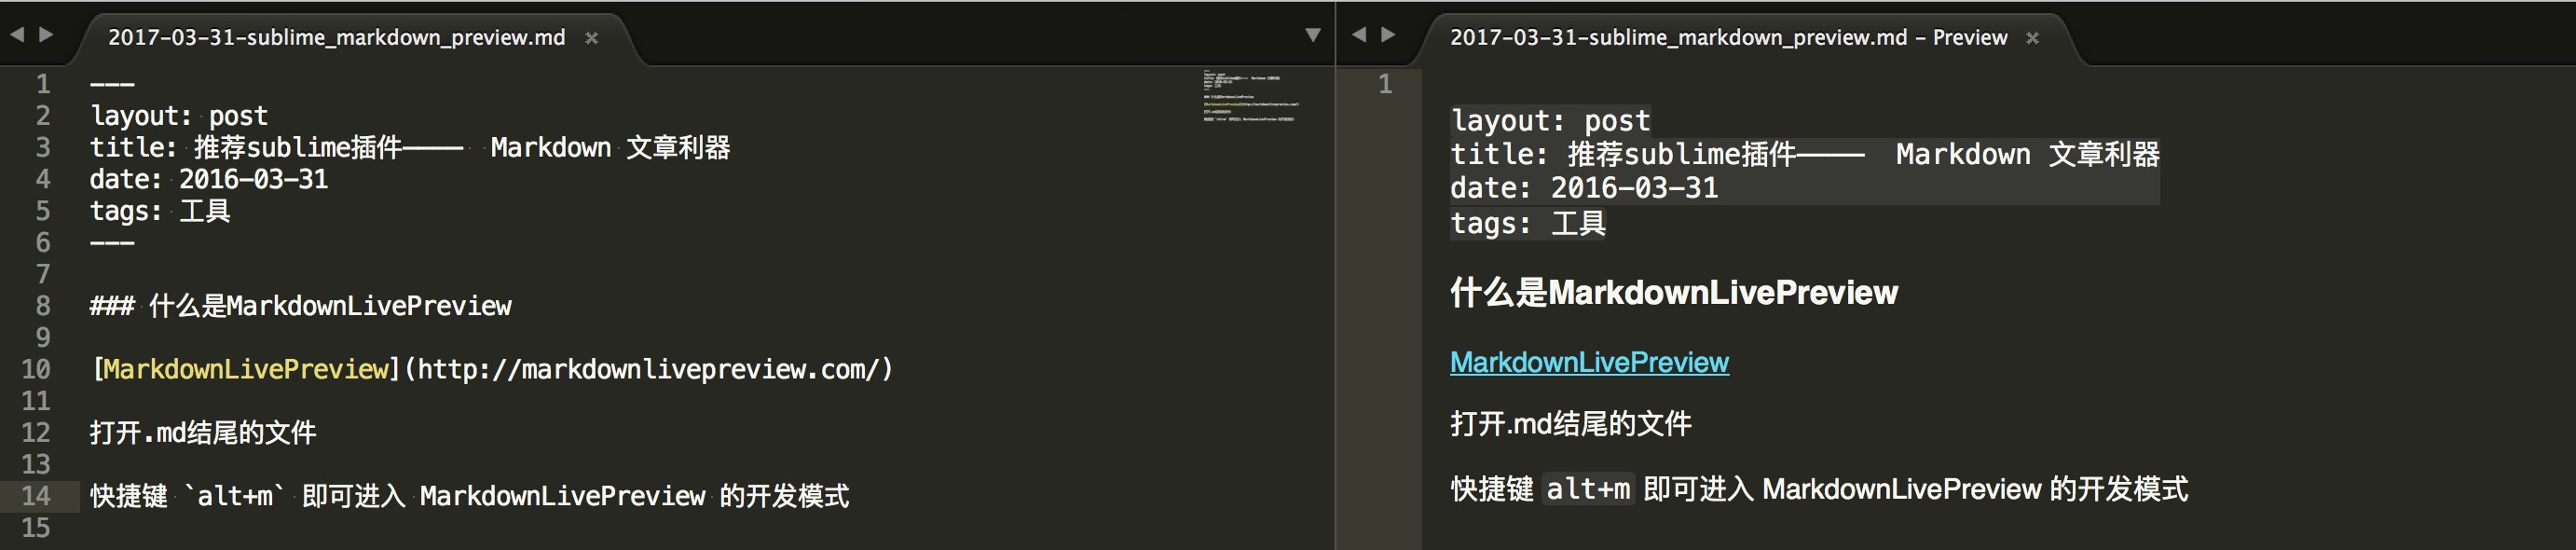 2017-03-31-sublime_markdown_preview.md ×
1 ---
2 layout: post
3 title: 推荐sublime插件———— Markdown 文章利器
4 date: 2016-03-31
5 tags: 工具
6 ---
7
8 ### 什么是MarkdownLivePreview
9
10 [MarkdownLivePreview](http://markdownlivepreview.com/)
11
12 打开.md结尾的文件
13
14 快捷键 `alt+m` 即可进入 MarkdownLivePreview 的开发模式
15
2017-03-31-sublime_markdown_preview.md - Preview ×
1
layout: post
title: 推荐sublime插件———— Markdown 文章利器
date: 2016-03-31
tags: 工具
什么是MarkdownLivePreview
MarkdownLivePreview
打开.md结尾的文件
快捷键 alt+m 即可进入 MarkdownLivePreview 的开发模式